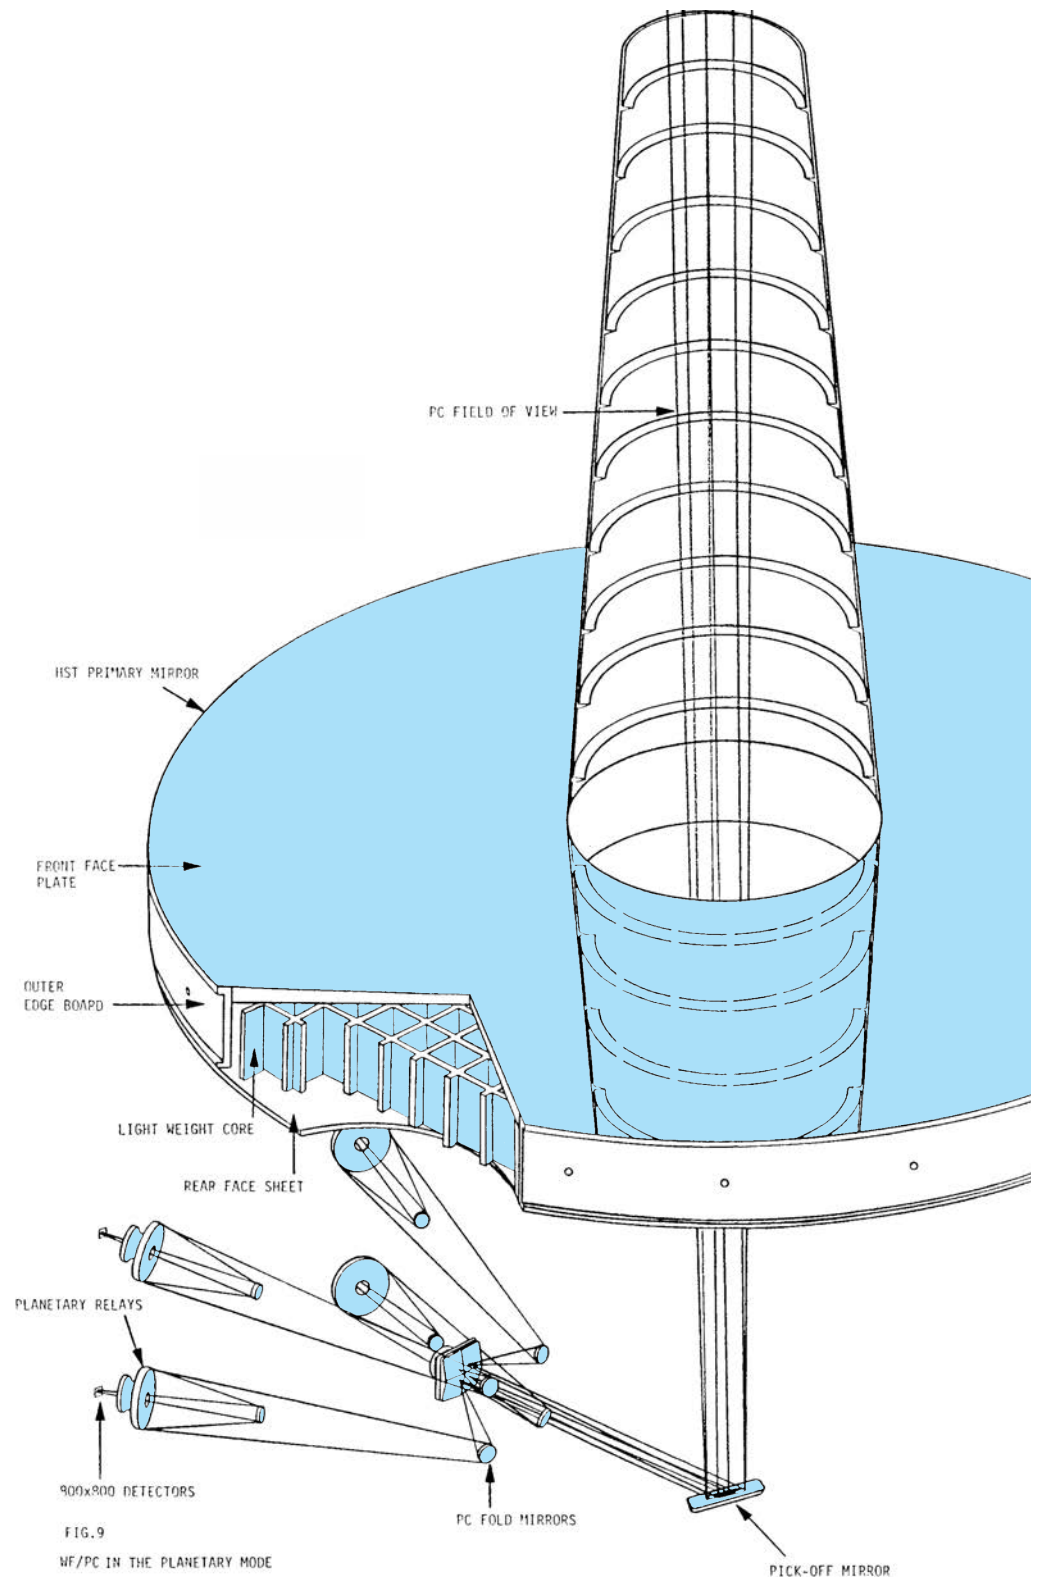 PC FIELD OF VIEW
HST PRIMARY MIRROR
FRONT FACE
PLATE
OUTER
EDGE BOARD
LIGHT WEIGHT CORE
REAR FACE SHEET
PLANETARY RELAYS
900x800 DETECTORS
PC FOLD MIRRORS
FIG.9
WF/PC IN THE PLANETARY MODE
PICK-OFF MIRROR